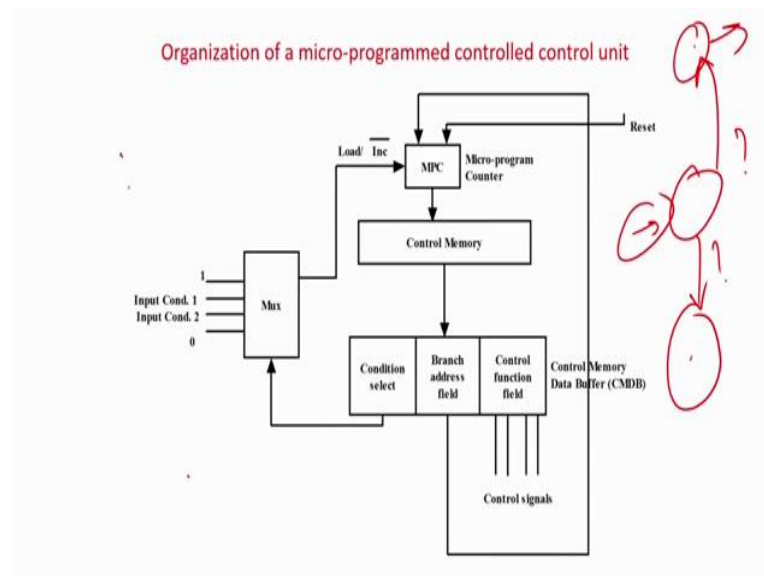 Organization of a micro-programmed controlled control unit
Reset
Load/ Inc
MPC
Micro-program
Counter
Control Memory
1
Input Cond. 1
Input Cond. 2
0
Mux
Condition
select
Branch
address
field
Control
function
field
Control Memory
Data Buffer (CMDB)
Control signals
?
?